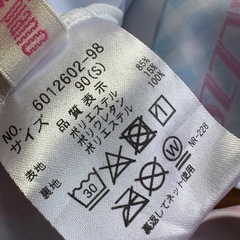 NO. 6012602-98
サイズ 90(S)
品質表示
表地 ポリエステル 85%
ポリウレタン 15%
裏地 ポリエステル 100%
30
W
NR-228
裏返してネット使用